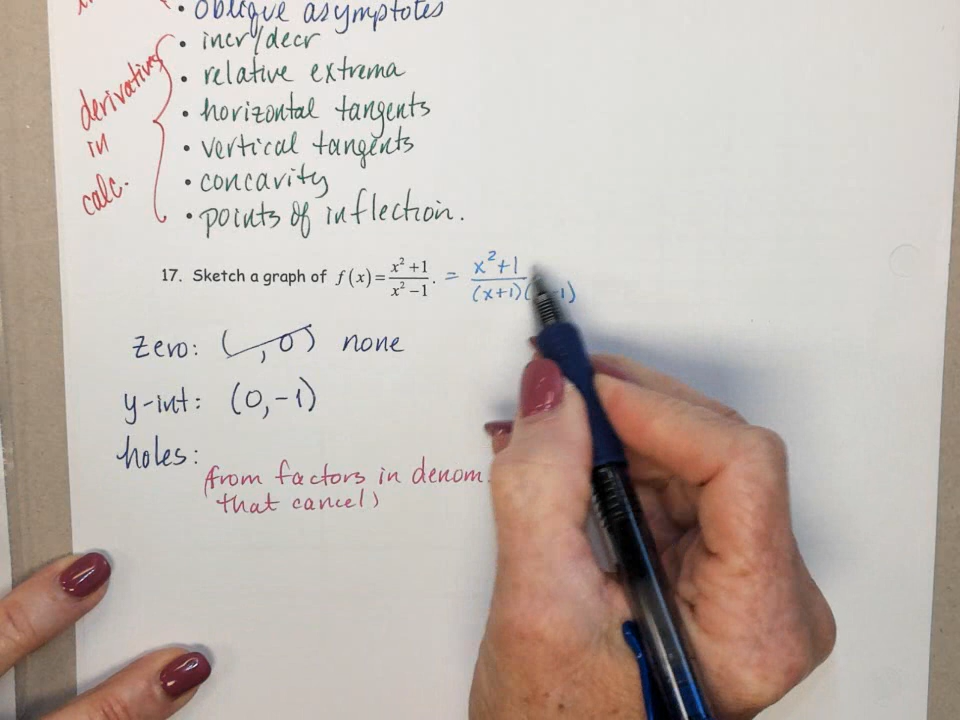 • oblique asymptotes
• incr/decr
• relative extrema
• horizontal tangents
• vertical tangents
• concavity
• points of inflection.
derivatives
in
calc.
17. Sketch a graph of f(x) = (x² + 1)/(x² − 1). = (x²+1)/((x+1)( -1)
zero: ( , 0) none
y-int: (0, -1)
holes:
(from factors in denom.
that cancel)